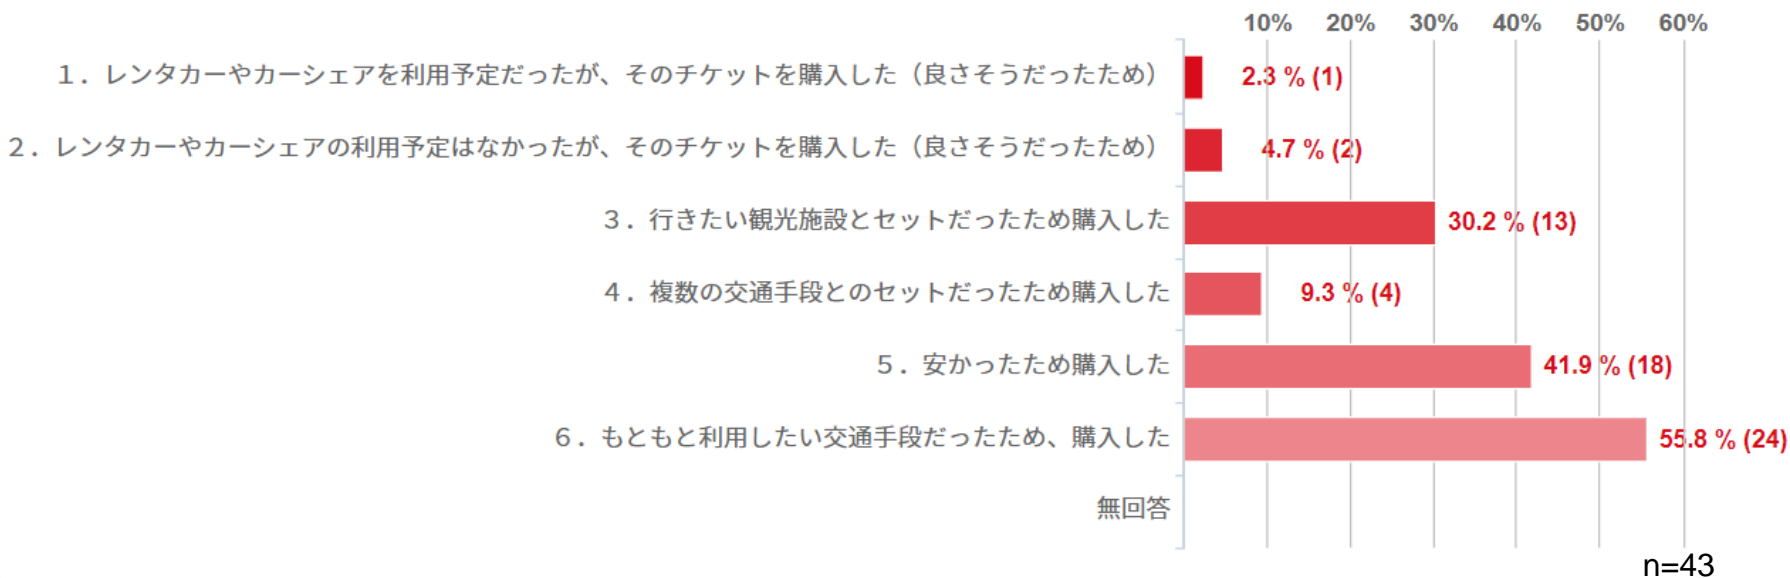 10% 20% 30% 40% 50% 60%
１．レンタカーやカーシェアを利用予定だったが、そのチケットを購入した（良さそうだったため） 2.3 % (1)
２．レンタカーやカーシェアの利用予定はなかったが、そのチケットを購入した（良さそうだったため） 4.7 % (2)
３．行きたい観光施設とセットだったため購入した 30.2 % (13)
４．複数の交通手段とのセットだったため購入した 9.3 % (4)
５．安かったため購入した 41.9 % (18)
６．もともと利用したい交通手段だったため、購入した 55.8 % (24)
無回答
n=43